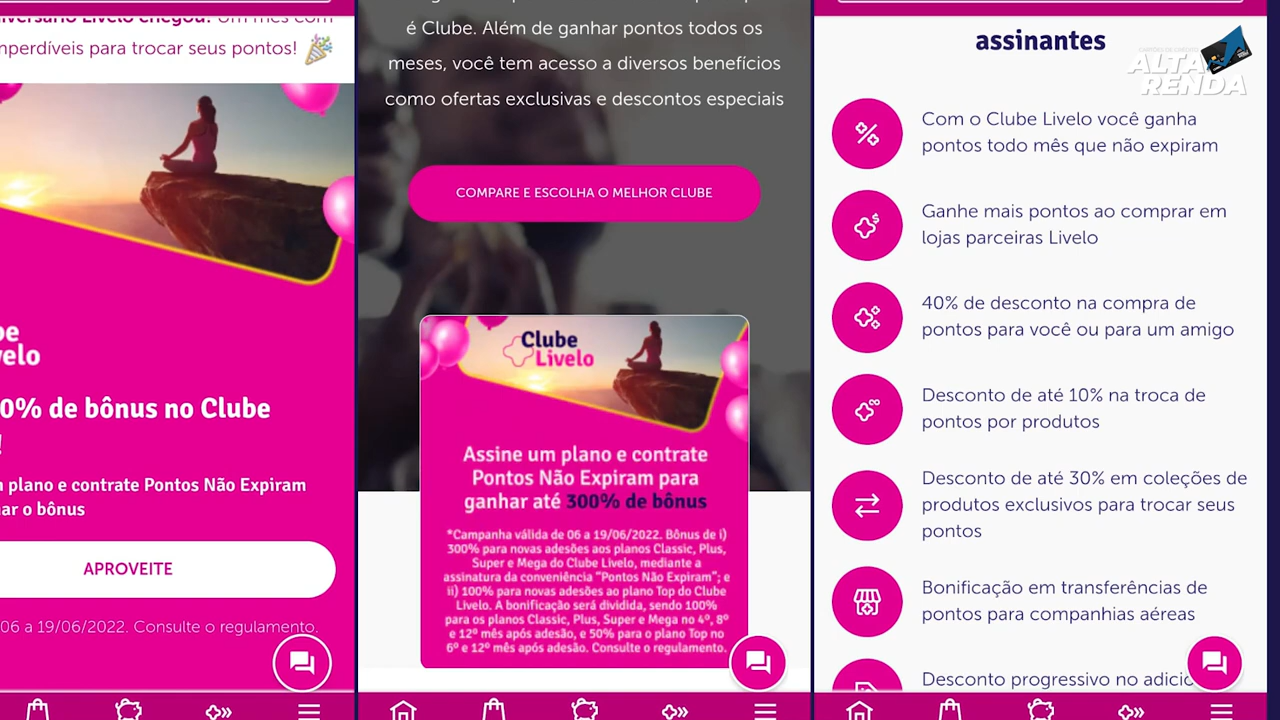 versário Livelo chegou! Um mês com
nperdíveis para trocar seus pontos!
be
velo
0% de bônus no Clube
!
n plano e contrate Pontos Não Expiram
nar o bônus
APROVEITE
06 a 19/06/2022. Consulte o regulamento.
é Clube. Além de ganhar pontos todos os
meses, você tem acesso a diversos benefícios
como ofertas exclusivas e descontos especiais
COMPARE E ESCOLHA O MELHOR CLUBE
Clube
Livelo
Assine um plano e contrate
Pontos Não Expiram para
ganhar até 300% de bônus
*Campanha válida de 06 a 19/06/2022. Bônus de i)
300% para novas adesões aos planos Classic, Plus,
Super e Mega do Clube Livelo, mediante a
assinatura da conveniência “Pontos Não Expiram”; e
ii) 100% para novas adesões ao plano Top do Clube
Livelo. A bonificação será dividida, sendo 100%
para os planos Classic, Plus, Super e Mega no 4º, 8º
e 12º mês após adesão, e 50% para o plano Top no
6º e 12º mês após adesão. Consulte o regulamento.
assinantes
CARTÕES DE CRÉDITO
ALTA
RENDA
Com o Clube Livelo você ganha
pontos todo mês que não expiram
Ganhe mais pontos ao comprar em
lojas parceiras Livelo
40% de desconto na compra de
pontos para você ou para um amigo
Desconto de até 10% na troca de
pontos por produtos
Desconto de até 30% em coleções de
produtos exclusivos para trocar seus
pontos
Bonificação em transferências de
pontos para companhias aéreas
Desconto progressivo no adicio